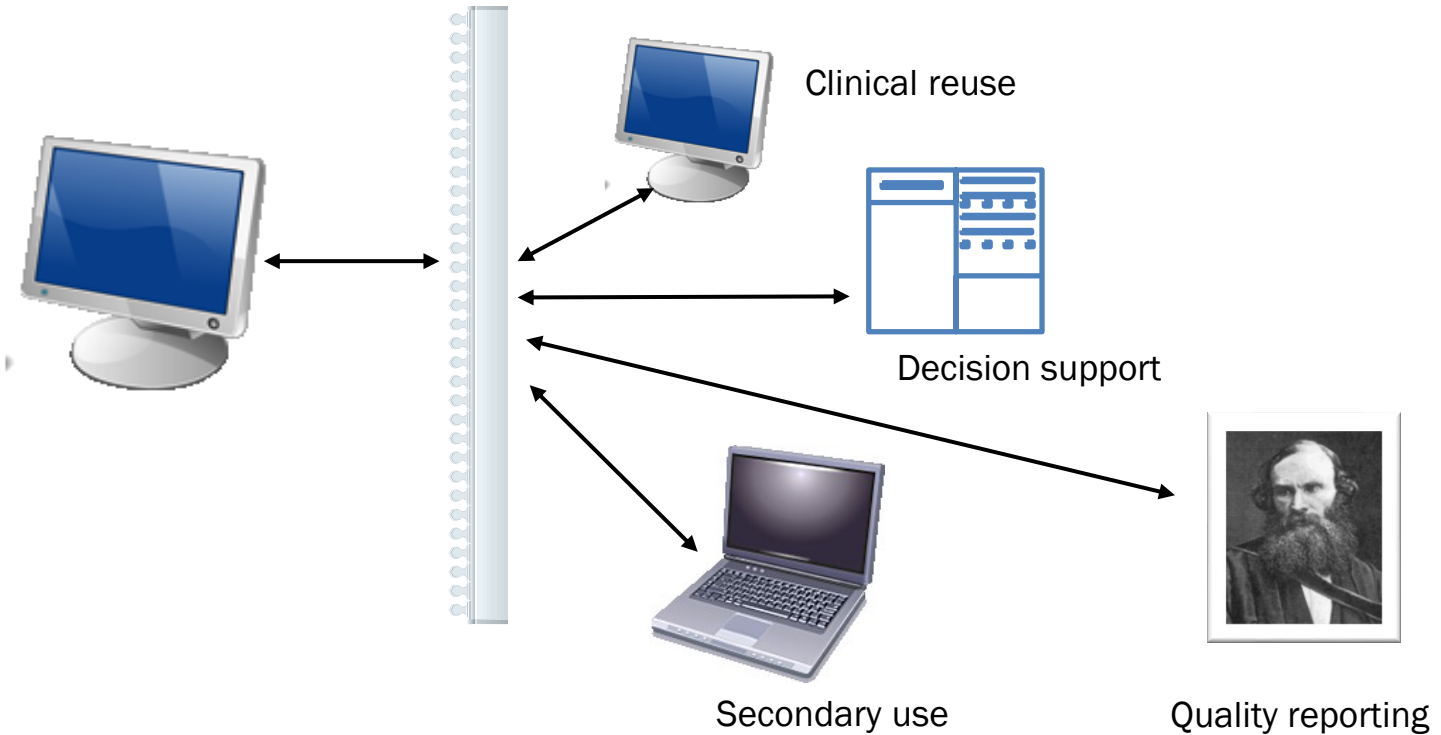 Clinical reuse
Decision support
Secondary use
Quality reporting